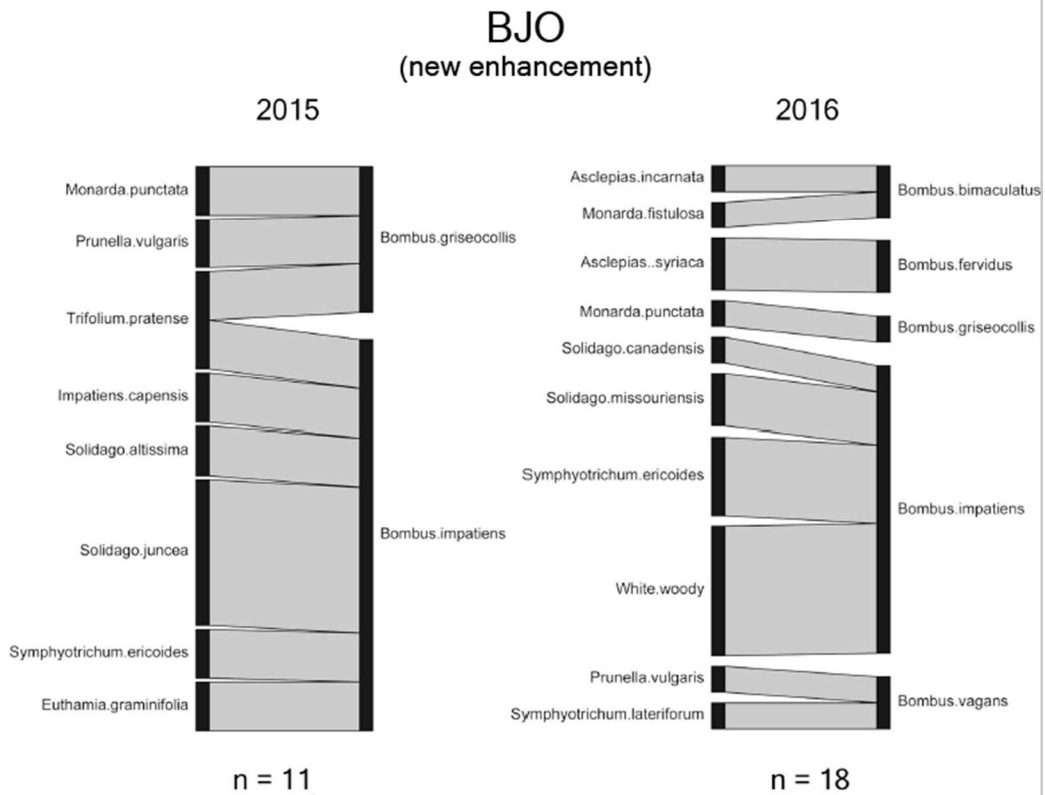 BJO
(new enhancement)
2015
Monarda.punctata
Prunella.vulgaris
Trifolium.pratense
Impatiens.capensis
Solidago.altissima
Solidago.juncea
Symphyotrichum.ericoides
Euthamia.graminifolia
Bombus.griseocollis
Bombus.impatiens
n = 11
2016
Asclepias.incarnata
Monarda.fistulosa
Asclepias..syriaca
Monarda.punctata
Solidago.canadensis
Solidago.missouriensis
Symphyotrichum.ericoides
White.woody
Prunella.vulgaris
Symphyotrichum.lateriforum
Bombus.bimaculatus
Bombus.fervidus
Bombus.griseocollis
Bombus.impatiens
Bombus.vagans
n = 18